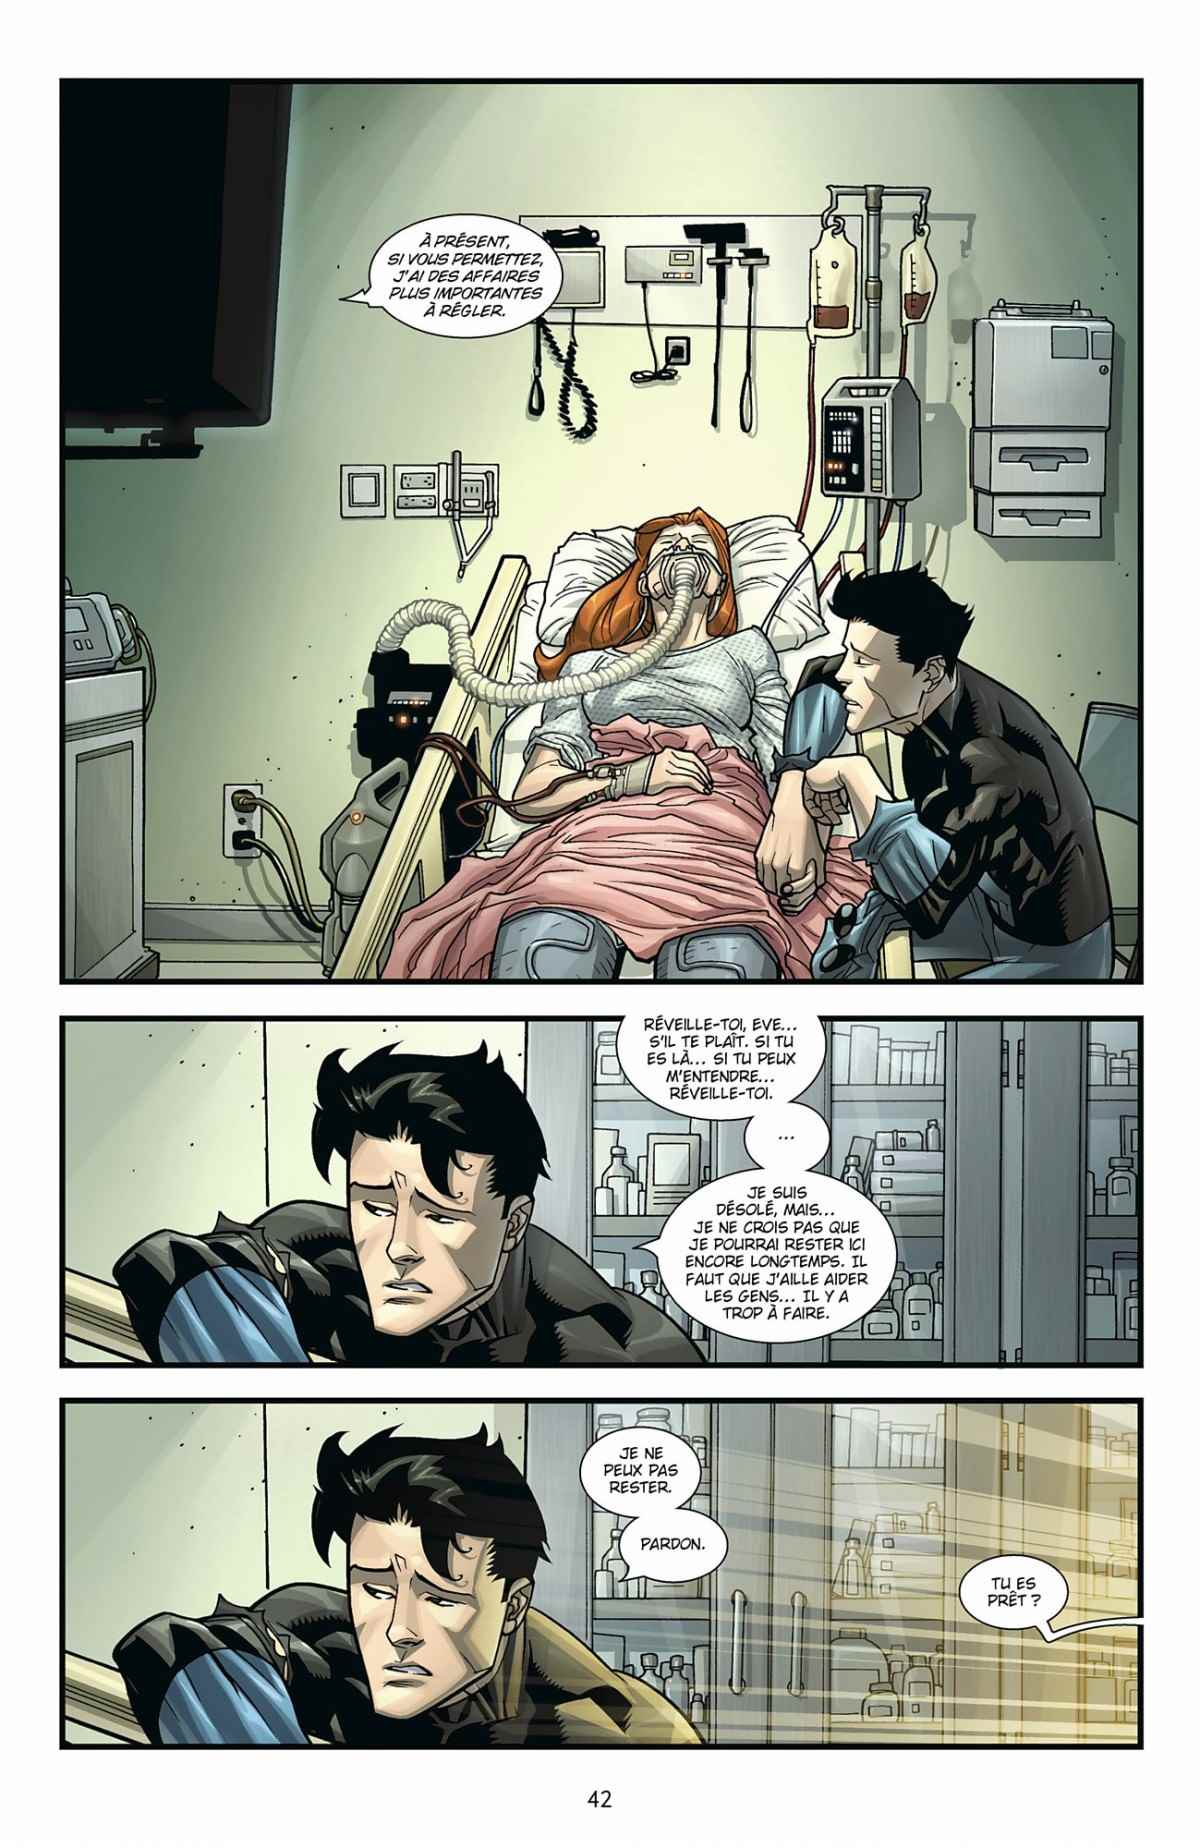 À PRÉSENT,
SI VOUS PERMETTEZ,
J'AI DES AFFAIRES
PLUS IMPORTANTES
À RÉGLER.
RÉVEILLE-TOI, EVE...
S'IL TE PLAÎT. SI TU
ES LÀ... SI TU PEUX
M'ENTENDRE...
RÉVEILLE-TOI.
...
JE SUIS
DÉSOLÉ, MAIS...
JE NE CROIS PAS QUE
JE POURRAI RESTER ICI
ENCORE LONGTEMPS. IL
FAUT QUE J'AILLE AIDER
LES GENS... IL Y A
TROP À FAIRE.
JE NE
PEUX PAS
RESTER.
PARDON.
TU ES
PRÊT ?
42